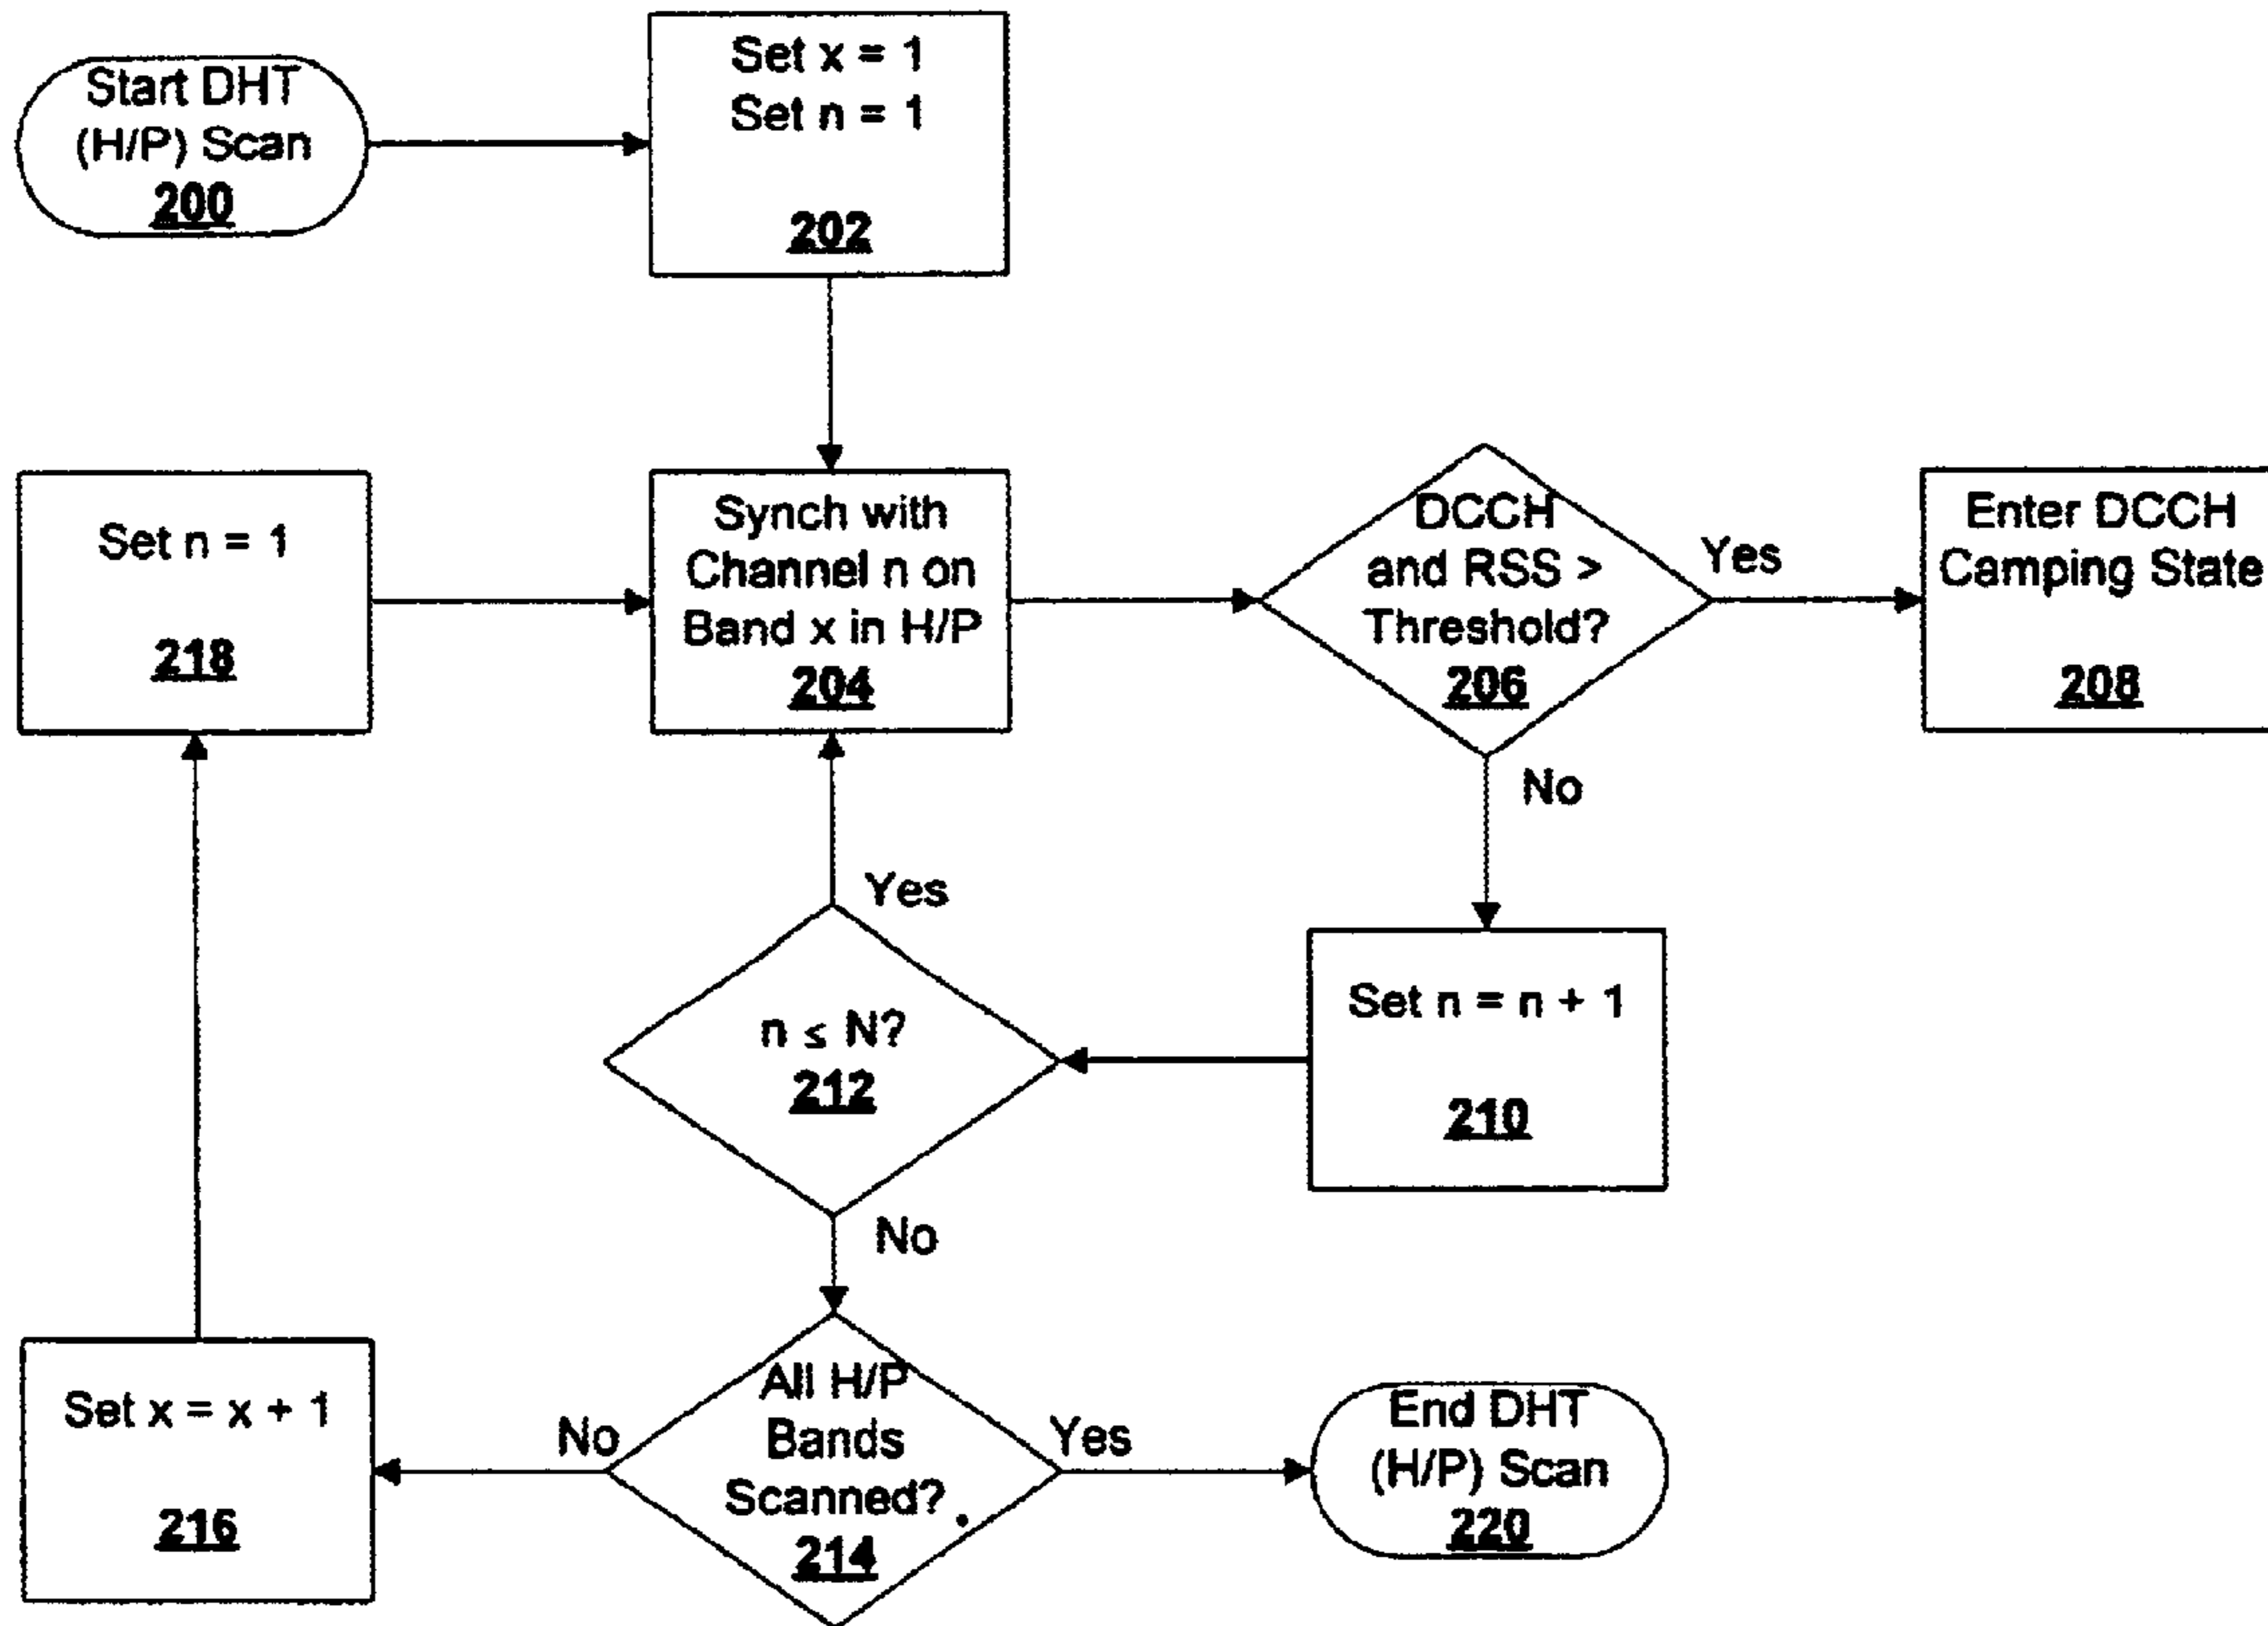 Start DHT
(H/P) Scan
200
Set x = 1
Set n = 1
202
Set n = 1
218
Synch with
Channel n on
Band x in H/P
204
DCCH
and RSS >
Threshold?
206
Yes
Enter DCCH
Camping State
208
No
Yes
n ≤ N?
212
Set n = n + 1
210
No
Set x = x + 1
216
No
All H/P
Bands
Scanned?
214
Yes
End DHT
(H/P) Scan
220